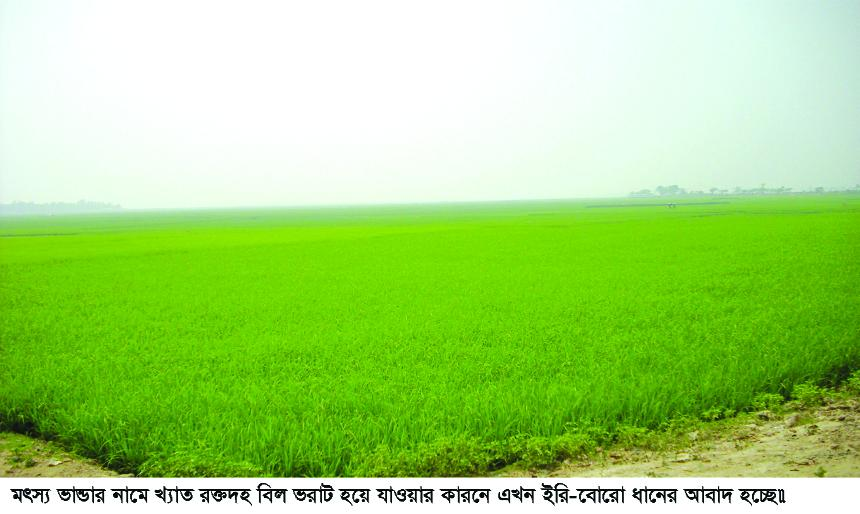 মৎস্য ভান্ডার নামে খ্যাত রক্তদহ বিল ভরাট হয়ে যাওয়ার কারনে এখন ইরি-বোরো ধানের আবাদ হচ্ছে॥